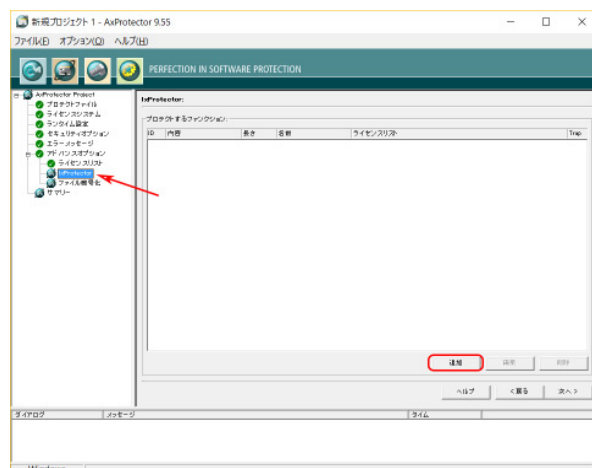 新規プロジェクト 1 - AxProtector 9.55
ファイル(F) オプション(O) ヘルプ(H)
PERFECTION IN SOFTWARE PROTECTION
AxProtector Project
プロテクトファイル
ライセンスシステム
ランタイム設定
セキュリティオプション
エラーメッセージ
アドバンスオプション
ライセンスリスト
IxProtector
ファイル暗号化
サマリー
IxProtector:
プロテクトするファンクション:
ID 内容 長さ 名前 ライセンスリスト Trap
追加 変更 削除
ヘルプ <戻る 次へ>
ダイアログ メッセージ タイム
Windows